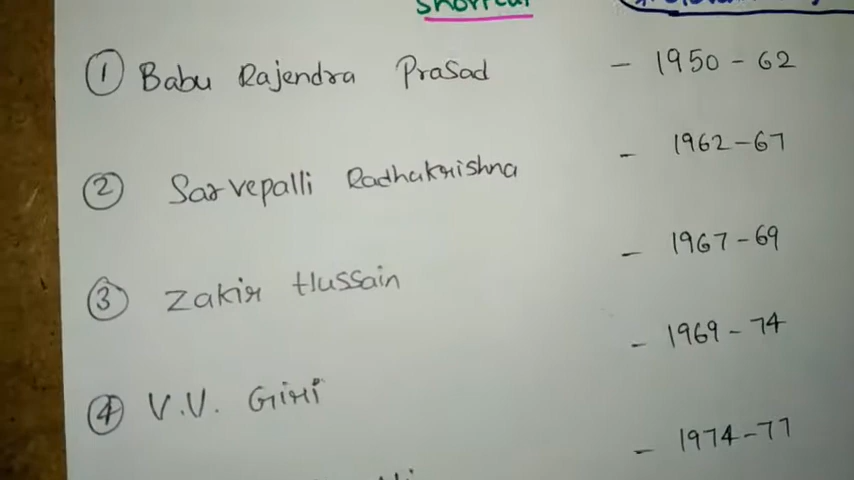 Shortcut
① Babu Rajendra Prasad - 1950 - 62
② Sarvepalli Radhakrishna - 1962-67
③ Zakir Hussain - 1967-69
④ V.V. Giri - 1969-74
- 1974-77